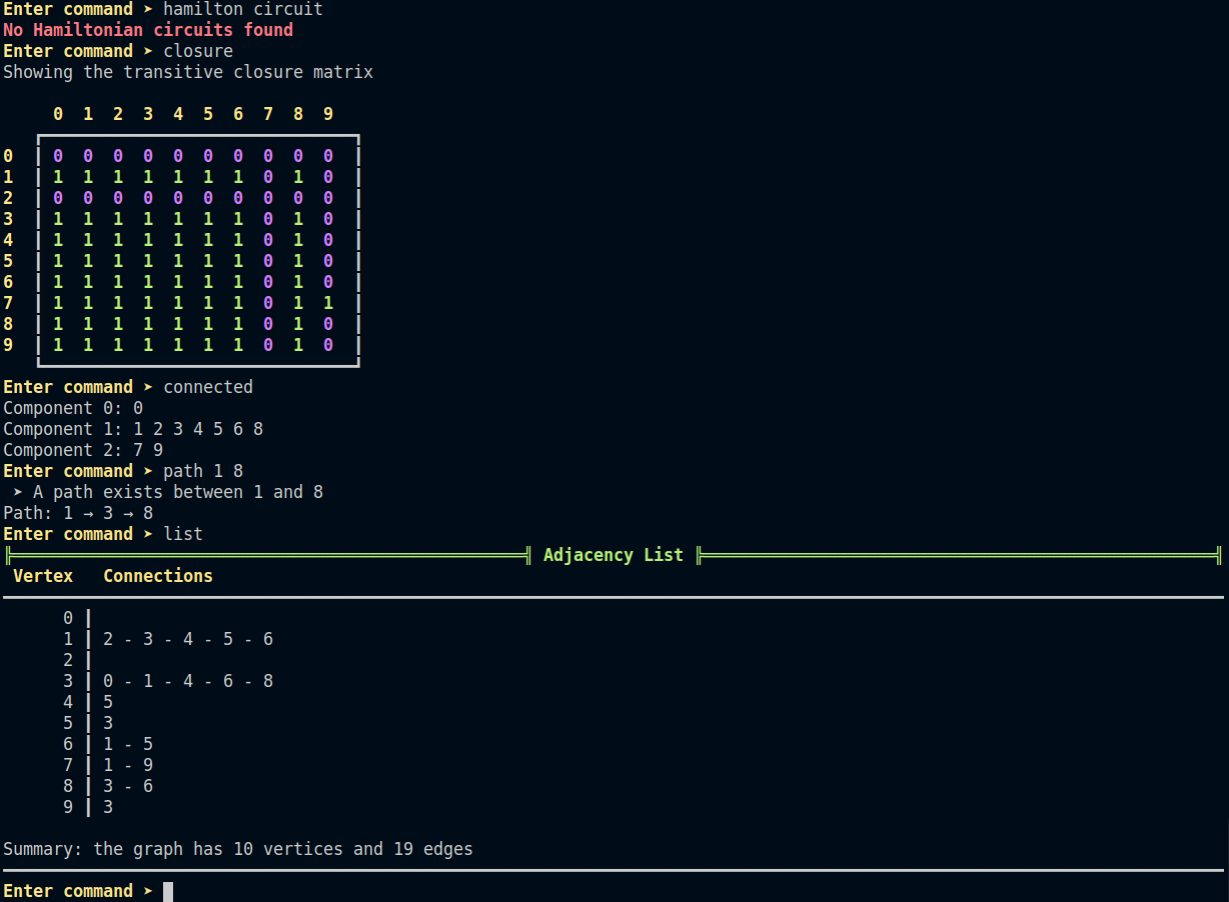 Enter command ➤ hamilton circuit
No Hamiltonian circuits found
Enter command ➤ closure
Showing the transitive closure matrix
0 1 2 3 4 5 6 7 8 9
0 0 0 0 0 0 0 0 0 0 0
1 1 1 1 1 1 1 1 0 1 0
2 0 0 0 0 0 0 0 0 0 0
3 1 1 1 1 1 1 1 0 1 0
4 1 1 1 1 1 1 1 0 1 0
5 1 1 1 1 1 1 1 0 1 0
6 1 1 1 1 1 1 1 0 1 0
7 1 1 1 1 1 1 1 0 1 1
8 1 1 1 1 1 1 1 0 1 0
9 1 1 1 1 1 1 1 0 1 0
Enter command ➤ connected
Component 0: 0
Component 1: 1 2 3 4 5 6 8
Component 2: 7 9
Enter command ➤ path 1 8
➤ A path exists between 1 and 8
Path: 1 → 3 → 8
Enter command ➤ list
Adjacency List
Vertex Connections
0
1 2 - 3 - 4 - 5 - 6
2
3 0 - 1 - 4 - 6 - 8
4 5
5 3
6 1 - 5
7 1 - 9
8 3 - 6
9 3
Summary: the graph has 10 vertices and 19 edges
Enter command ➤